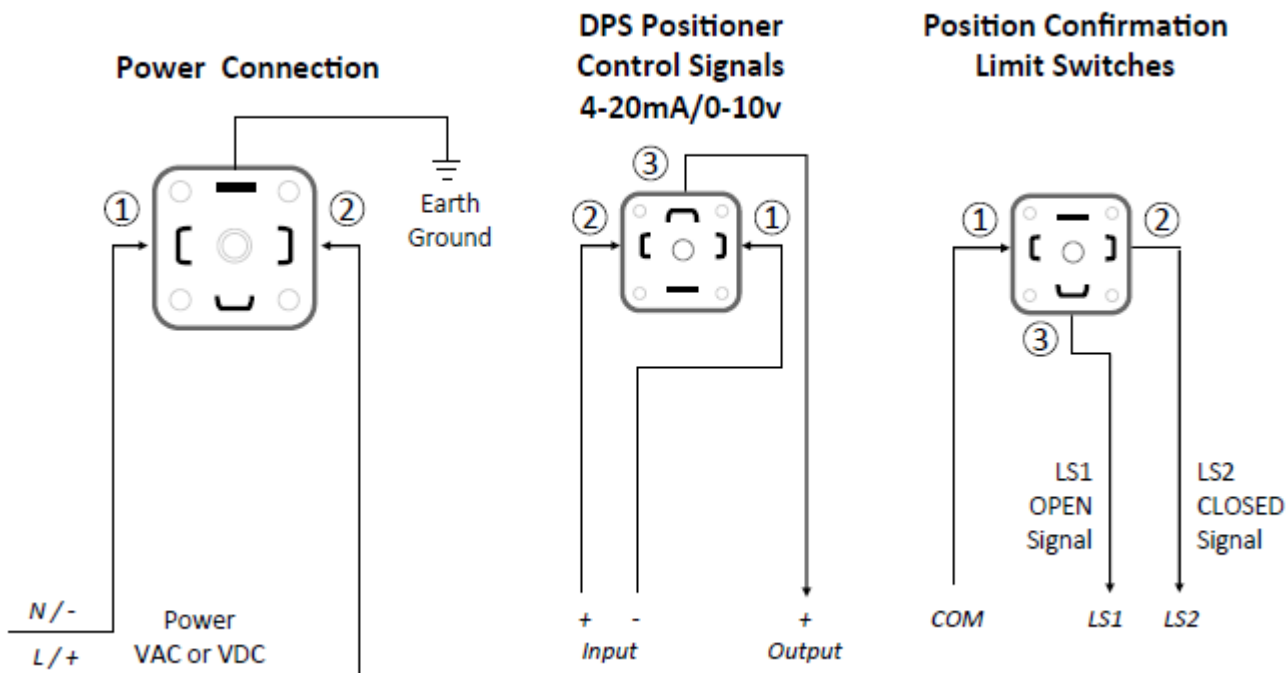 Power Connection
①
②
Earth
Ground
N / -
L / +
Power
VAC or VDC
DPS Positioner
Control Signals
4-20mA/0-10v
③
②
①
+
-
Input
+
Output
Position Confirmation
Limit Switches
①
②
③
LS1
OPEN
Signal
LS2
CLOSED
Signal
COM
LS1
LS2